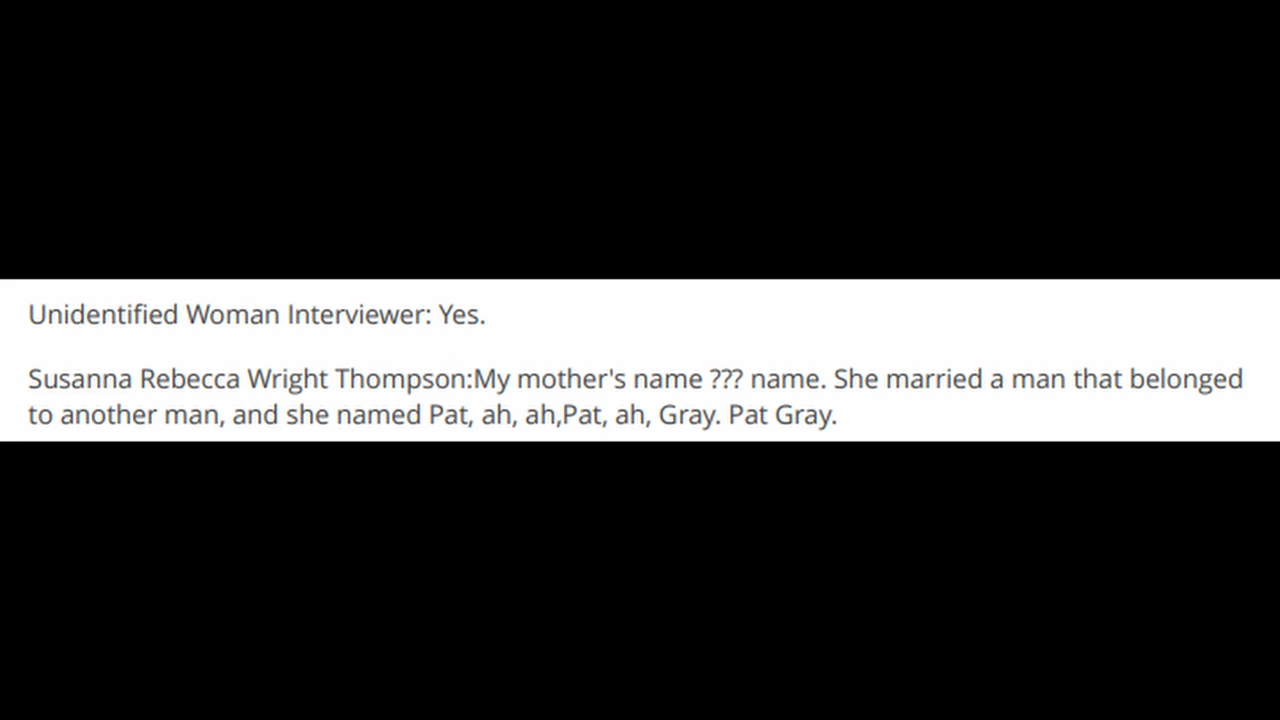 Unidentified Woman Interviewer: Yes.
Susanna Rebecca Wright Thompson:My mother's name ??? name. She married a man that belonged
to another man, and she named Pat, ah, ah,Pat, ah, Gray. Pat Gray.